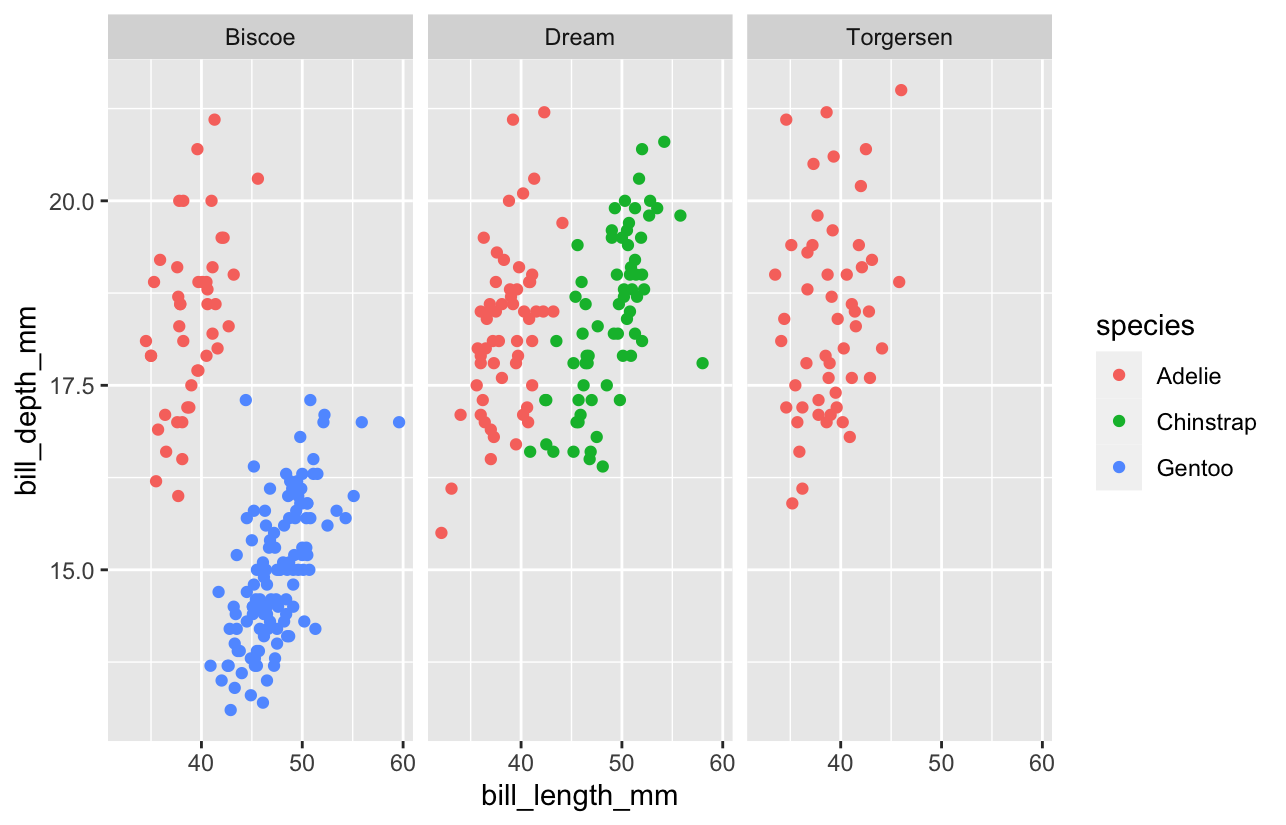 Biscoe Dream Torgersen
20.0
17.5
15.0
bill_depth_mm
40 50 60 40 50 60 40 50 60
bill_length_mm
species
Adelie
Chinstrap
Gentoo